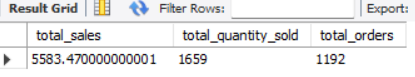 Result Grid Filter Rows: Export:
total_sales total_quantity_sold total_orders
5583.470000000001 1659 1192